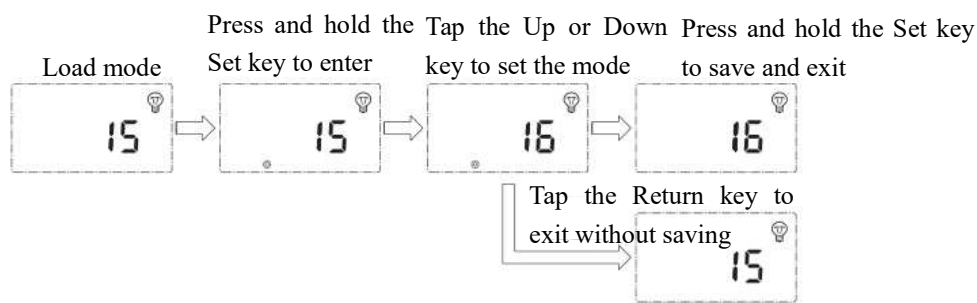 Load mode
Press and hold the
Set key to enter
Tap the Up or Down
key to set the mode
Press and hold the Set key
to save and exit
15
15
16
16
Tap the Return key to
exit without saving
15